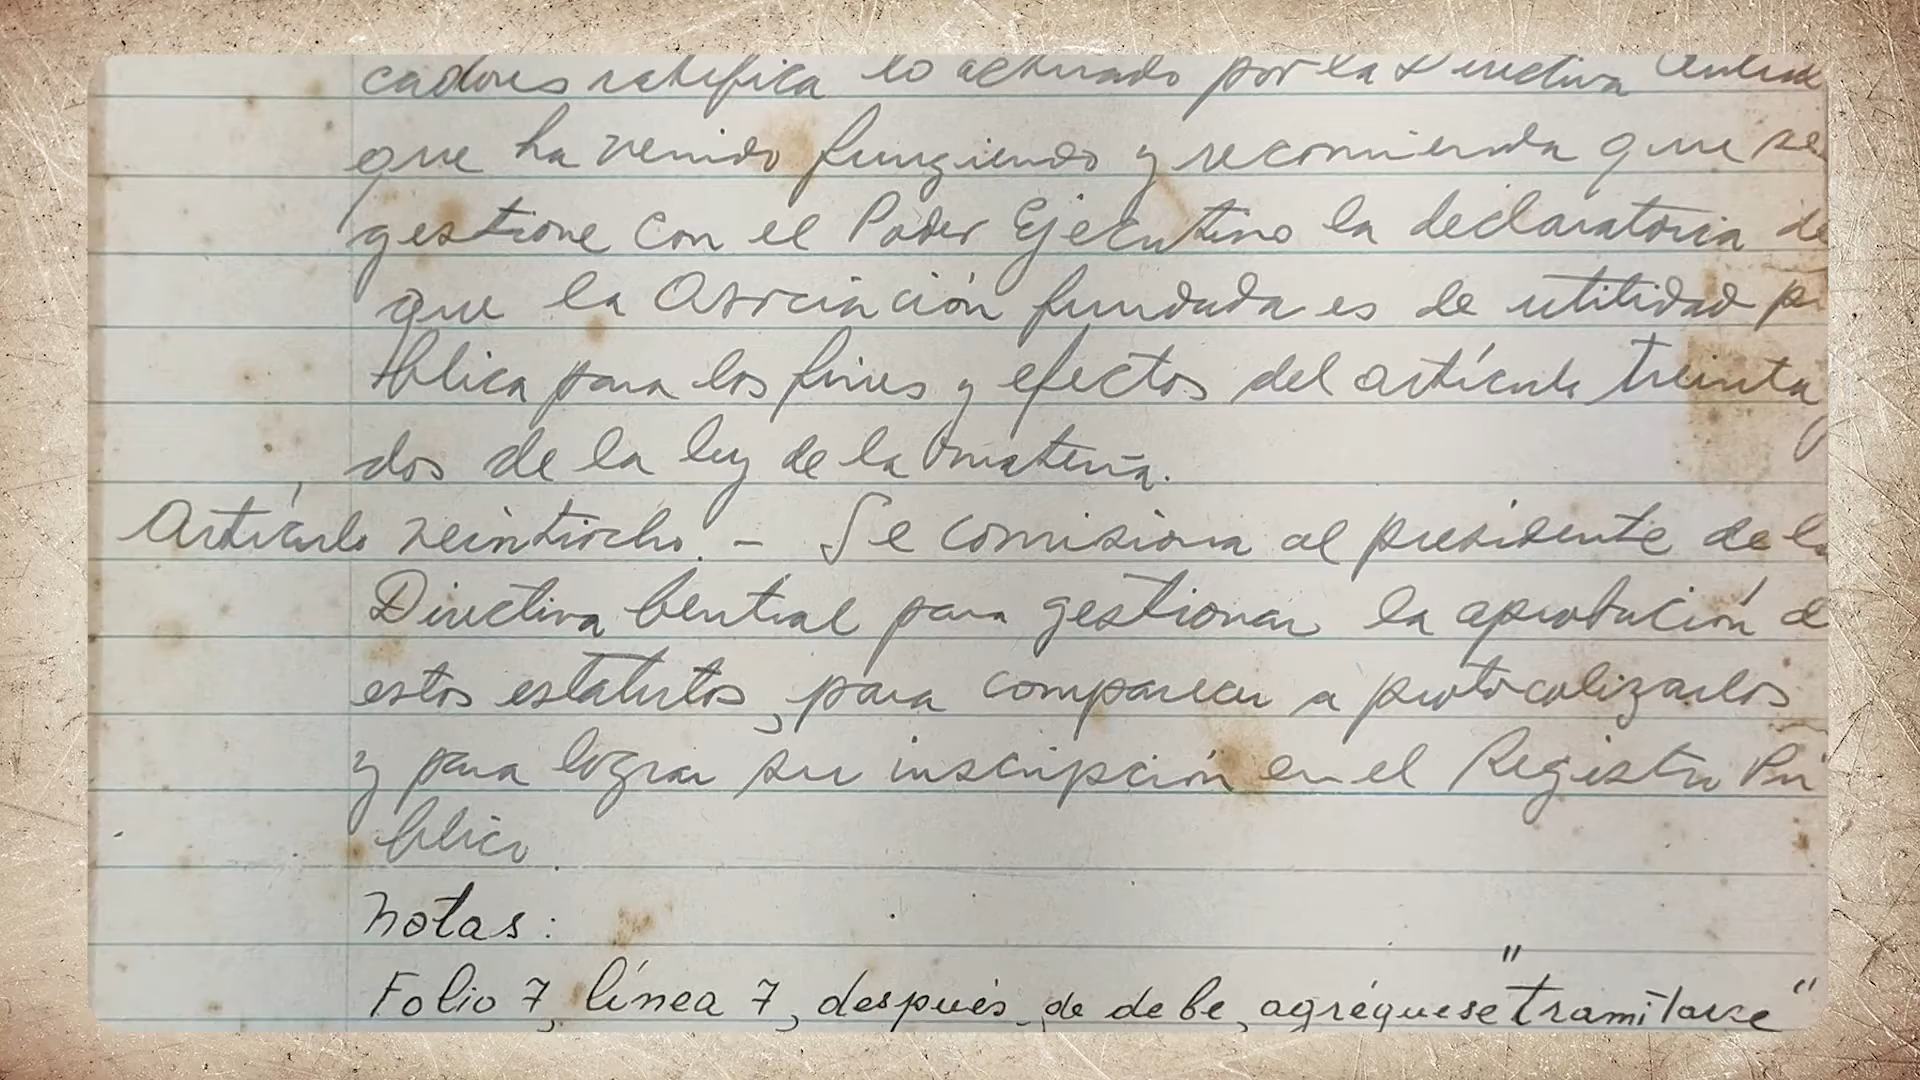 cadores ratifica lo actuado por la Directiva
que ha venido fungiendo y recomienda que se
gestione con el Poder Ejecutivo la declaratoria de
que la Asociación fundada es de utilidad pú
blica para los fines y efectos del artículo treinta y
dos de la ley de la materia.
Artículo veintiocho. - Se comisiona al presidente de la
Directiva Central para gestionar la aprobación d
estos estatutos, para comparecer a protocolizarlos
y para lograr su inscripción en el Registro Pú
blico.
Notas:
Folio 7, línea 7, después de debe, agréguese "tramitarse"